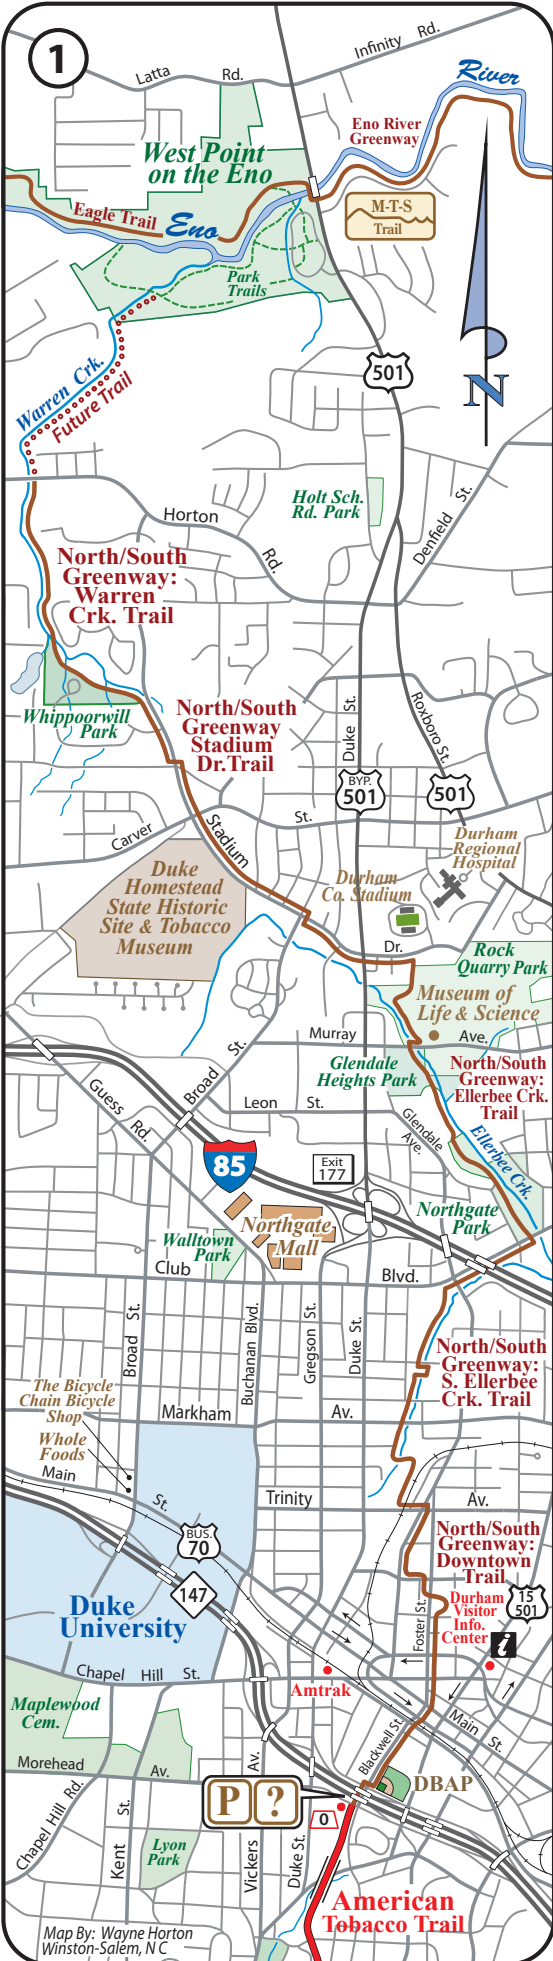 1
Latta Rd.
Infinity Rd.
River
Eno River
Greenway
West Point
on the Eno
M-T-S
Trail
Eagle Trail
Eno
Park
Trails
501
N
Warren Crk.
Future Trail
Holt Sch.
Rd. Park
Denfield St.
Horton Rd.
North/South
Greenway:
Warren
Crk. Trail
Whippoorwill
Park
North/South
Greenway
Stadium
Dr.Trail
Duke St.
Roxboro St.
BYP.
501
501
Carver St.
Stadium Dr.
Durham
Regional
Hospital
Duke
Homestead
State Historic
Site & Tobacco
Museum
Durham
Co. Stadium
Rock
Quarry Park
Museum of
Life & Science
Murray Ave.
Glendale
Heights Park
North/South
Greenway:
Ellerbee Crk.
Trail
Guess Rd.
Broad St.
Leon St.
Glendale
Ave.
Ellerbee Crk.
85
Exit
177
Northgate
Park
Northgate
Mall
Walltown
Park
Club Blvd.
Broad St.
Buchanan Blvd.
Gregson St.
Duke St.
North/South
Greenway:
S. Ellerbee
Crk. Trail
The Bicycle
Chain Bicycle
Shop
Markham Av.
Whole
Foods
Main St.
Trinity Av.
BUS.
70
North/South
Greenway:
Downtown
Trail
147
Duke
University
Foster St.
Durham
Visitor
Info.
Center
i
15
501
Chapel Hill St.
Amtrak
Maplewood
Cem.
Main St.
Blackwell St.
Morehead Av.
DBAP
P ?
0
Chapel Hill Rd.
Kent St.
Lyon
Park
Vickers Av.
Duke St.
American
Tobacco Trail
Map By: Wayne Horton
Winston-Salem, N C